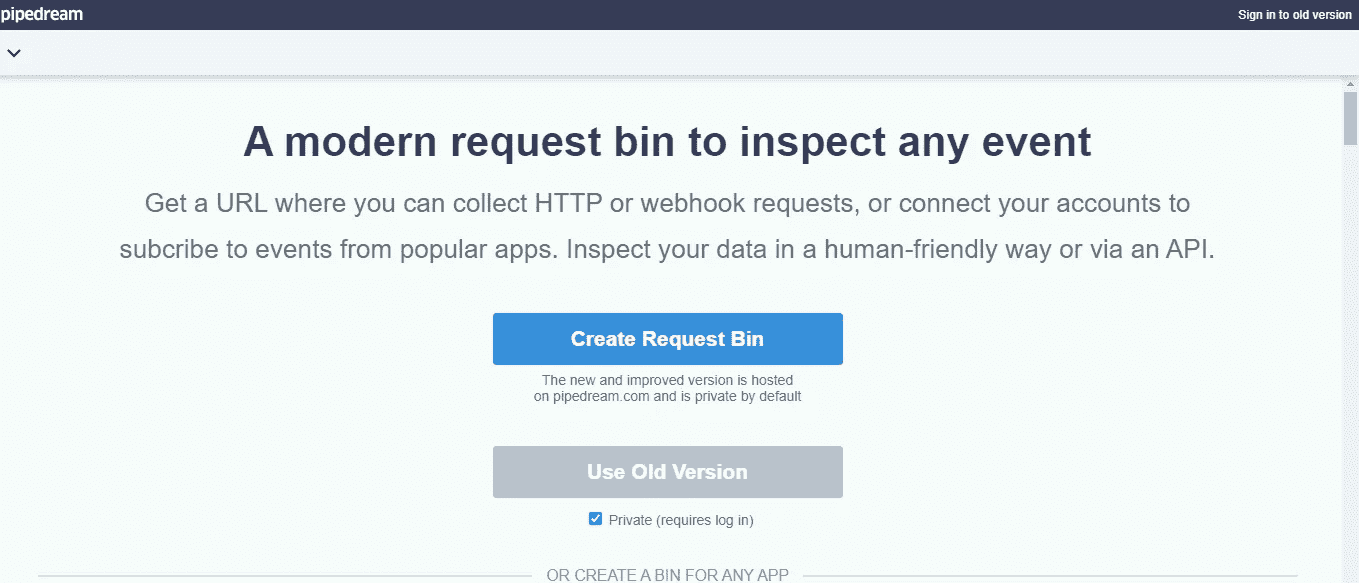 pipedream
Sign in to old version
A modern request bin to inspect any event
Get a URL where you can collect HTTP or webhook requests, or connect your accounts to
subcribe to events from popular apps. Inspect your data in a human-friendly way or via an API.
Create Request Bin
The new and improved version is hosted
on pipedream.com and is private by default
Use Old Version
Private (requires log in)
OR CREATE A BIN FOR ANY APP